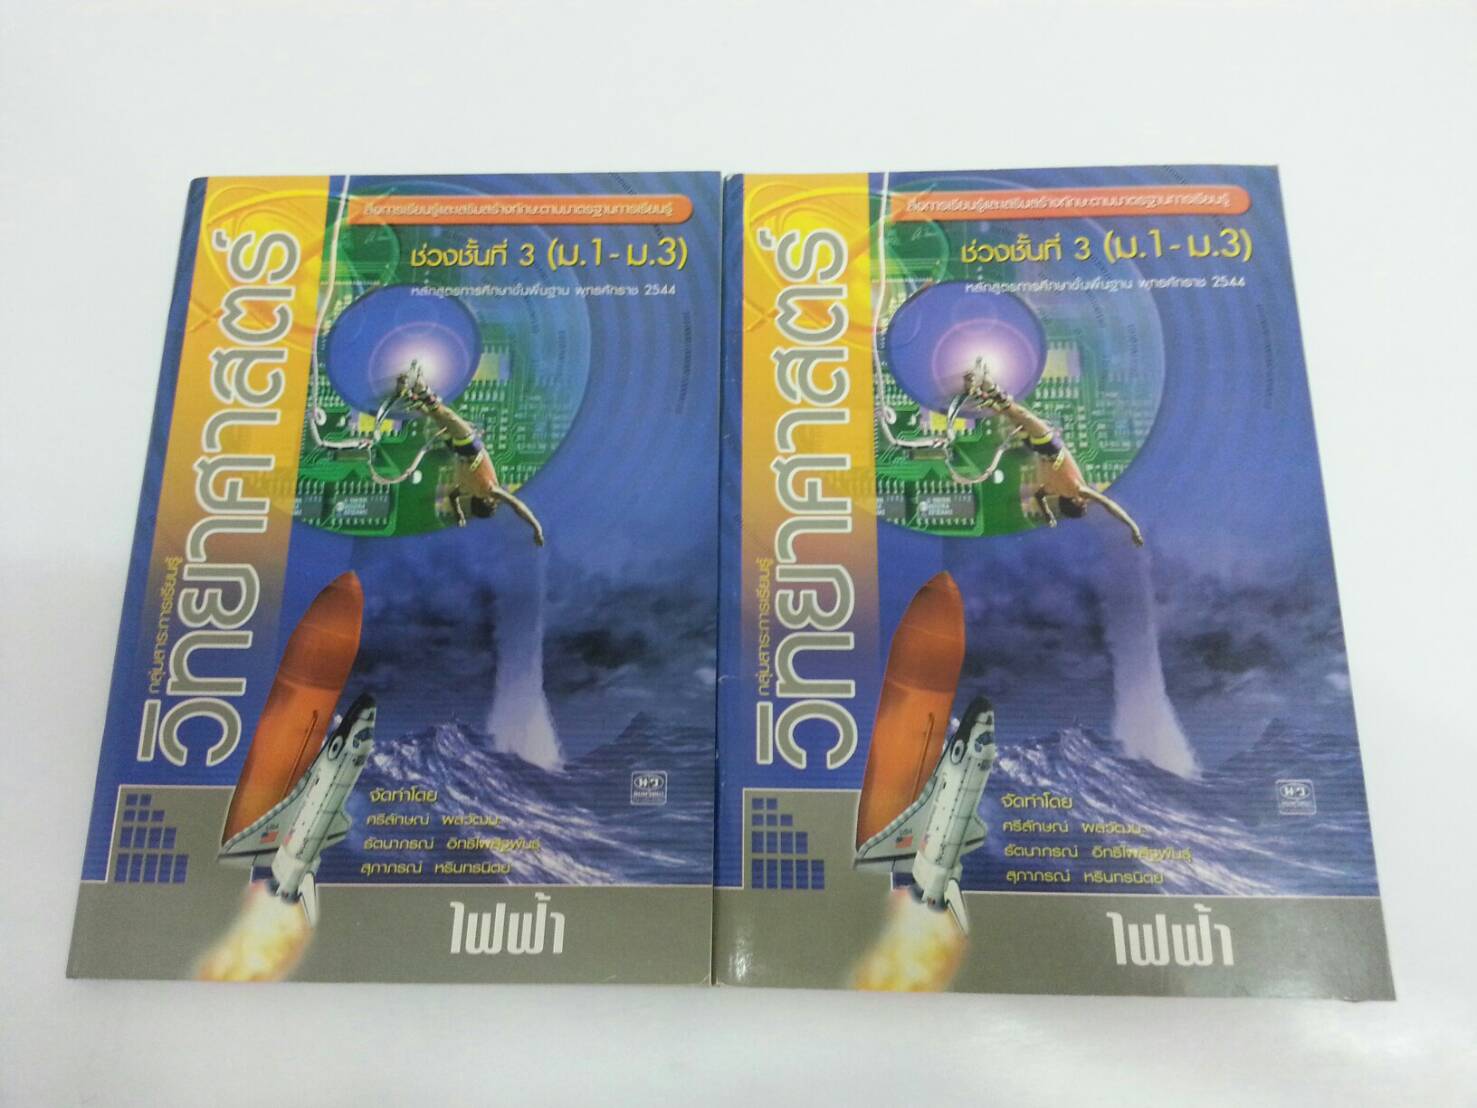 สื่อการเรียนรู้และเสริมสร้างทักษะตามมาตรฐานการเรียนรู้
ช่วงชั้นที่ 3 (ม.1-ม.3)
หลักสูตรการศึกษาขั้นพื้นฐาน พุทธศักราช 2544
กลุ่มสาระการเรียนรู้
วิทยาศาสตร์
จัดทำโดย
ศรีลักษณ์ ผลวัฒนะ
รัตนาภรณ์ อิทธิไพสิฐพันธุ์
สุภาภรณ์ หรินทรนิตย์
ไฟฟ้า
สื่อการเรียนรู้และเสริมสร้างทักษะตามมาตรฐานการเรียนรู้
ช่วงชั้นที่ 3 (ม.1-ม.3)
หลักสูตรการศึกษาขั้นพื้นฐาน พุทธศักราช 2544
กลุ่มสาระการเรียนรู้
วิทยาศาสตร์
จัดทำโดย
ศรีลักษณ์ ผลวัฒนะ
รัตนาภรณ์ อิทธิไพสิฐพันธุ์
สุภาภรณ์ หรินทรนิตย์
ไฟฟ้า